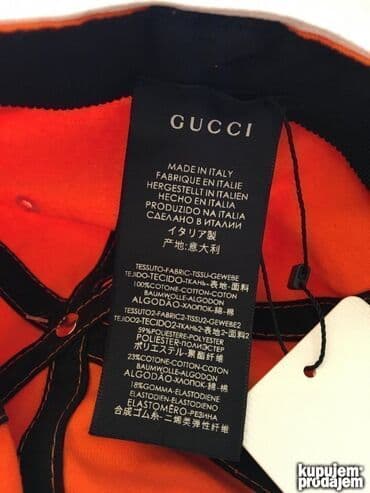 GUCCI
MADE IN ITALY
FABRIQUE EN ITALIE
HERGESTELLT IN ITALIEN
HECHO EN ITALIA
PRODUZIDO NA ITALIA
СДЕЛАНО В ИТАЛИИ
イタリア製
产地:意大利
TESSUTO-FABRIC-TISSU-GEWEBE
TEJIDO-TECIDO-ТКАНЬ-表地-面料
100%COTONE-COTTON-COTON
BAUMWOLLE-ALGODON
ALGODÃO-ХЛОПОК-綿-棉
TESSUTO2-FABRIC2-TISSU2-GEWEBE2
TEJIDO2-TECIDO2-ТКАНЬ2-表地2-面料2
59%POLIESTERE-POLYESTER
POLIESTER-ПОЛИЭСТЕР
ポリエステル-聚酯纤维
23%COTONE-COTTON-COTON
BAUMWOLLE-ALGODON
ALGODÃO-ХЛОПОК-綿-棉
18%GOMMA-ELASTODIENE
ELASTODIEN-ELASTODIENO
ELASTÔMERO-РЕЗИНА
合成ゴム糸-二烯类弹性纤维
kupujem
prodajem